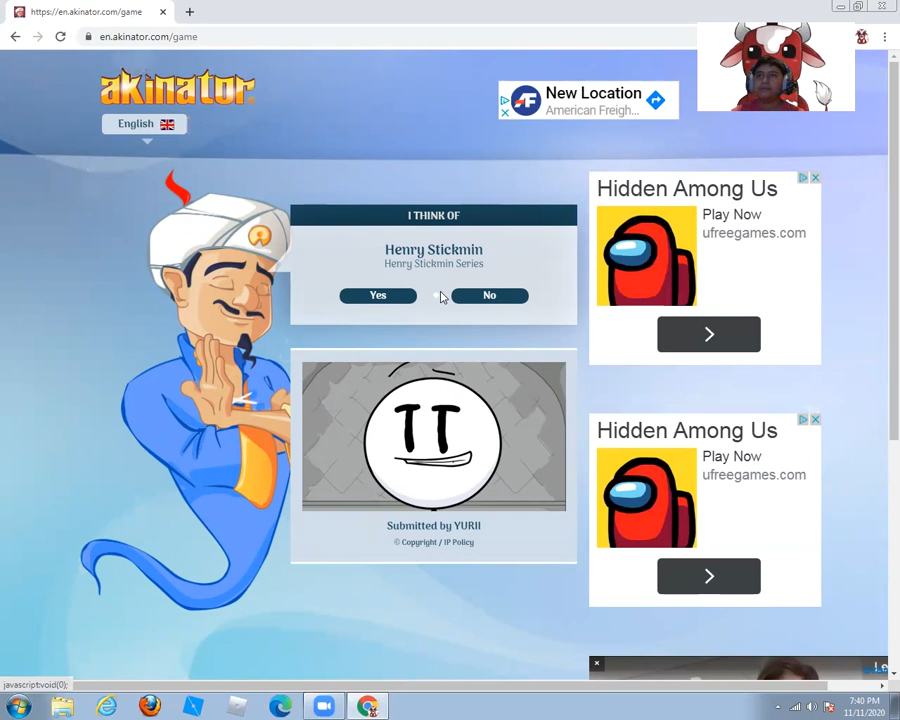 https://en.akinator.com/game
en.akinator.com/game
akinator
English
New Location
American Freigh...
I THINK OF
Henry Stickmin
Henry Stickmin Series
Yes
No
Submitted by YURII
© Copyright / IP Policy
Hidden Among Us
Play Now
ufreegames.com
Hidden Among Us
Play Now
ufreegames.com
javascript:void(0);
7:40 PM
11/11/2020